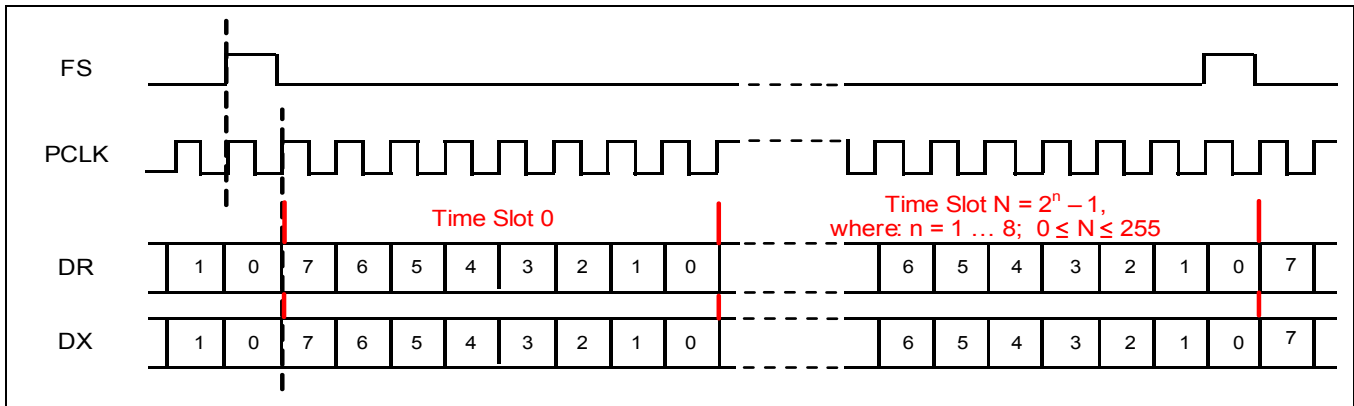 FS
PCLK
Time Slot 0
Time Slot N = 2ⁿ – 1,
where: n = 1 … 8; 0 ≤ N ≤ 255
DR 1 0 7 6 5 4 3 2 1 0 6 5 4 3 2 1 0 7
DX 1 0 7 6 5 4 3 2 1 0 6 5 4 3 2 1 0 7